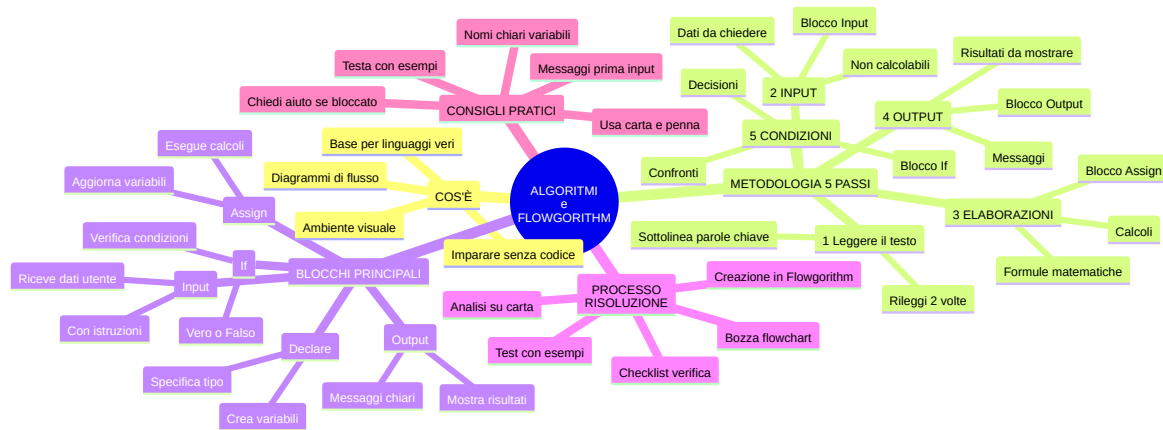 ALGORITMI
e
FLOWGORITHM
CONSIGLI PRATICI
Nomi chiari variabili
Testa con esempi
Messaggi prima input
Chiedi aiuto se bloccato
Usa carta e penna
COS'È
Base per linguaggi veri
Diagrammi di flusso
Ambiente visuale
Imparare senza codice
BLOCCHI PRINCIPALI
Assign
Esegue calcoli
Aggiorna variabili
If
Verifica condizioni
Vero o Falso
Input
Riceve dati utente
Con istruzioni
Declare
Specifica tipo
Crea variabili
Output
Messaggi chiari
Mostra risultati
PROCESSO
RISOLUZIONE
Analisi su carta
Test con esempi
Checklist verifica
Bozza flowchart
Creazione in Flowgorithm
METODOLOGIA 5 PASSI
1 Leggere il testo
Sottolinea parole chiave
Rileggi 2 volte
2 INPUT
Dati da chiedere
Blocco Input
Non calcolabili
3 ELABORAZIONI
Blocco Assign
Calcoli
Formule matematiche
4 OUTPUT
Risultati da mostrare
Blocco Output
Messaggi
5 CONDIZIONI
Decisioni
Confronti
Blocco If